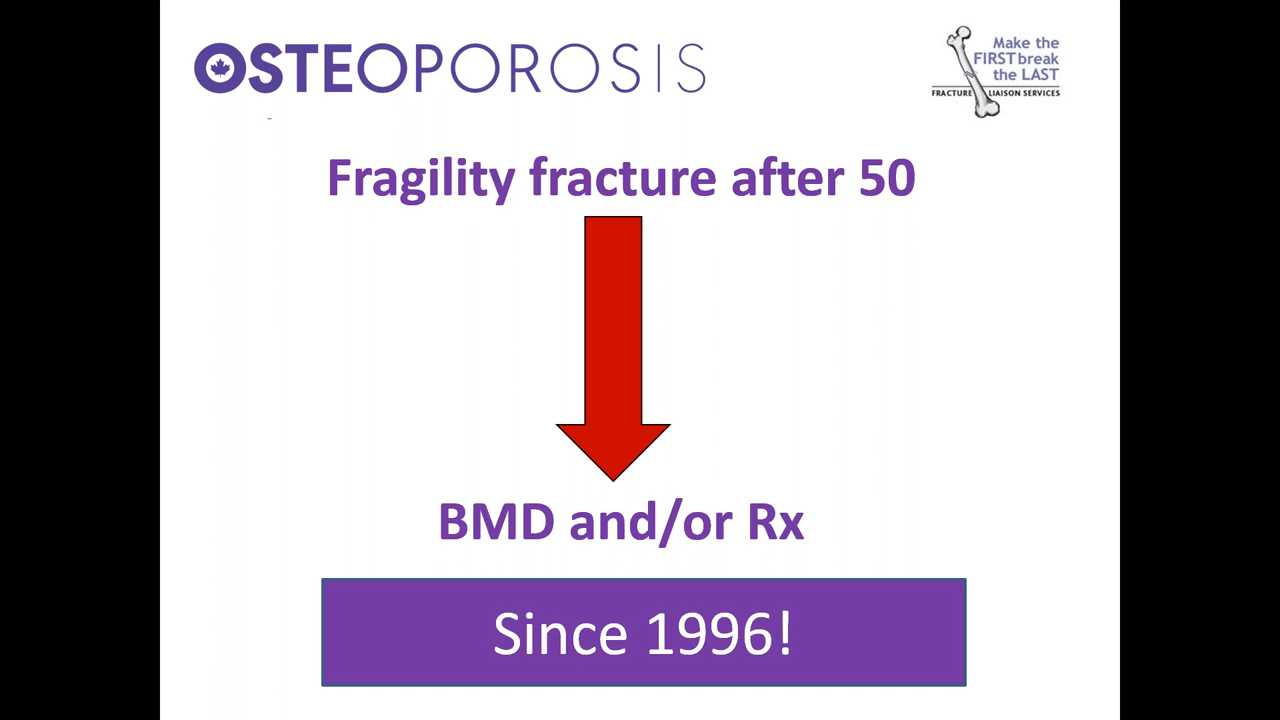 OSTEOPOROSIS
Make the
FIRST break
the LAST
FRACTURE LIAISON SERVICES
Fragility fracture after 50
BMD and/or Rx
Since 1996!